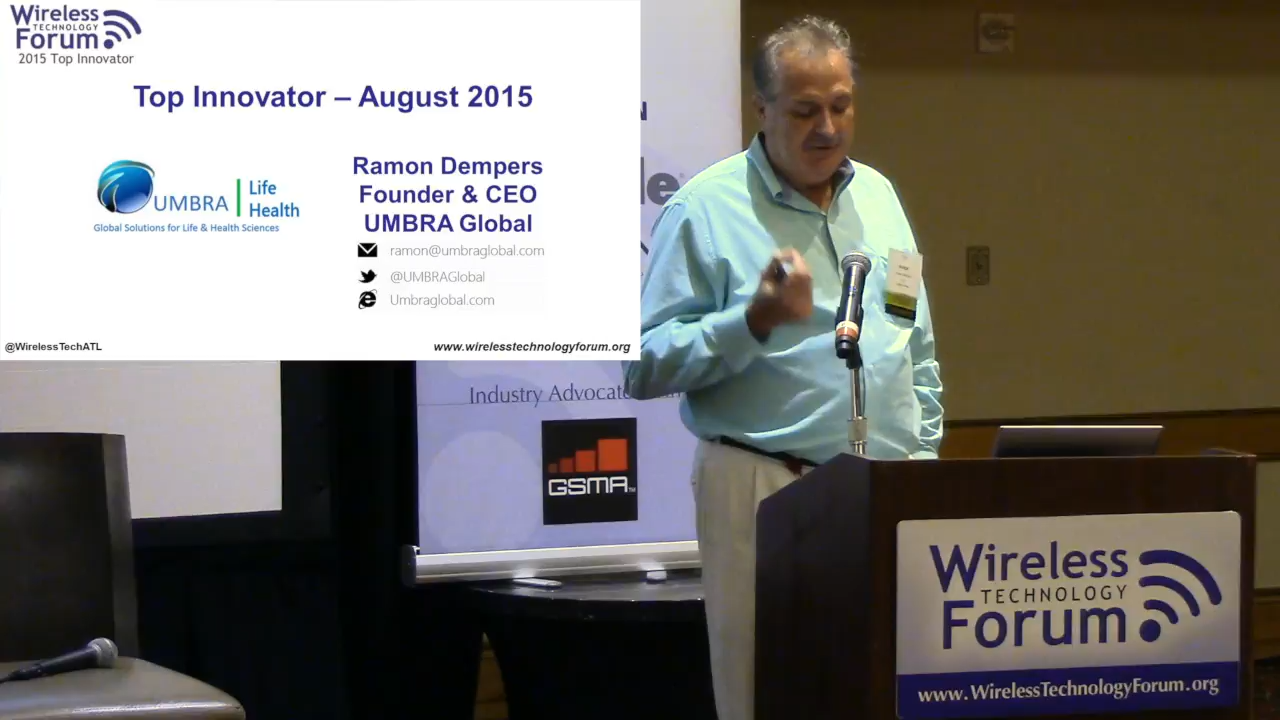 Wireless
TECHNOLOGY
Forum
2015 Top Innovator
Top Innovator – August 2015
UMBRA
Life
Health
Global Solutions for Life & Health Sciences
Ramon Dempers
Founder & CEO
UMBRA Global
ramon@umbraglobal.com
@UMBRAGlobal
Umbraglobal.com
@WirelessTechATL
www.wirelesstechnologyforum.org
Industry
GSMA
Wireless
TECHNOLOGY
Forum
www.WirelessTechnologyForum.org